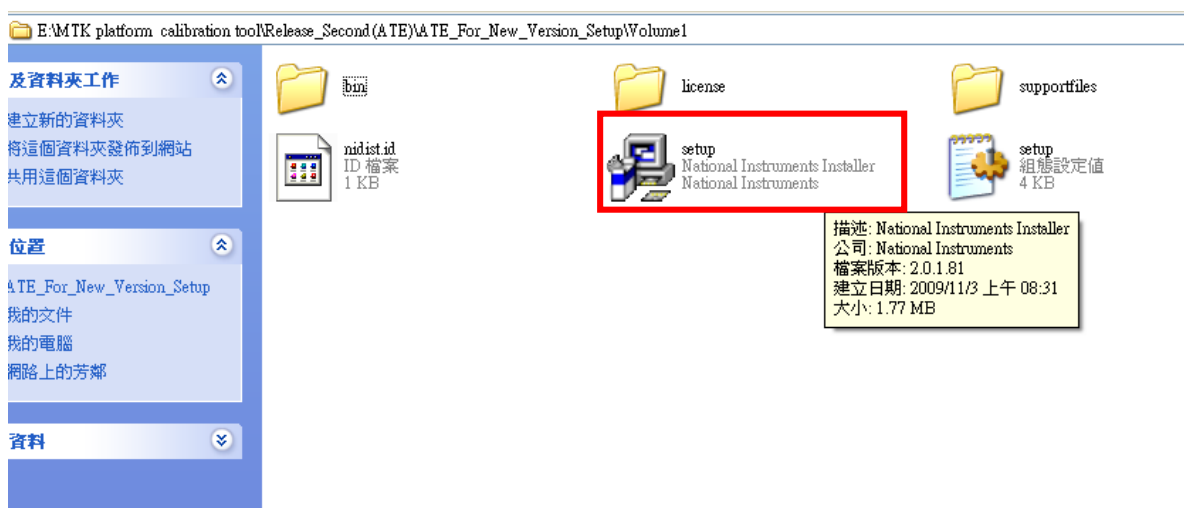 E:\MTK platform calibration tool\Release_Second(ATE)\ATE_For_New_Version_Setup\Volume1
及資料夾工作
建立新的資料夾
將這個資料夾發佈到網站
共用這個資料夾
位置
ATE_For_New_Version_Setup
我的文件
我的電腦
網路上的芳鄰
資料
bin
license
supportfiles
nidist.id
ID 檔案
1 KB
setup
National Instruments Installer
National Instruments
setup
組態設定值
4 KB
描述: National Instruments Installer
公司: National Instruments
檔案版本: 2.0.1.81
建立日期: 2009/11/3 上午 08:31
大小: 1.77 MB